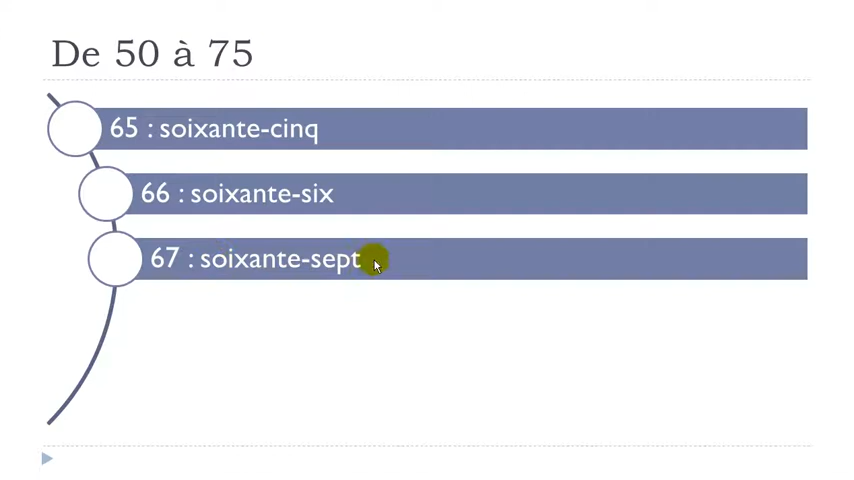 De 50 à 75
65 : soixante-cinq
66 : soixante-six
67 : soixante-sept